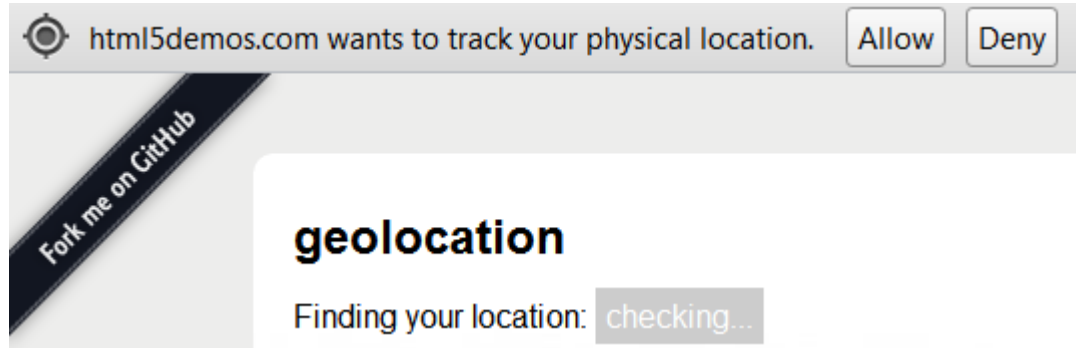 html5demos.com wants to track your physical location. Allow Deny
Fork me on GitHub
geolocation
Finding your location: checking...